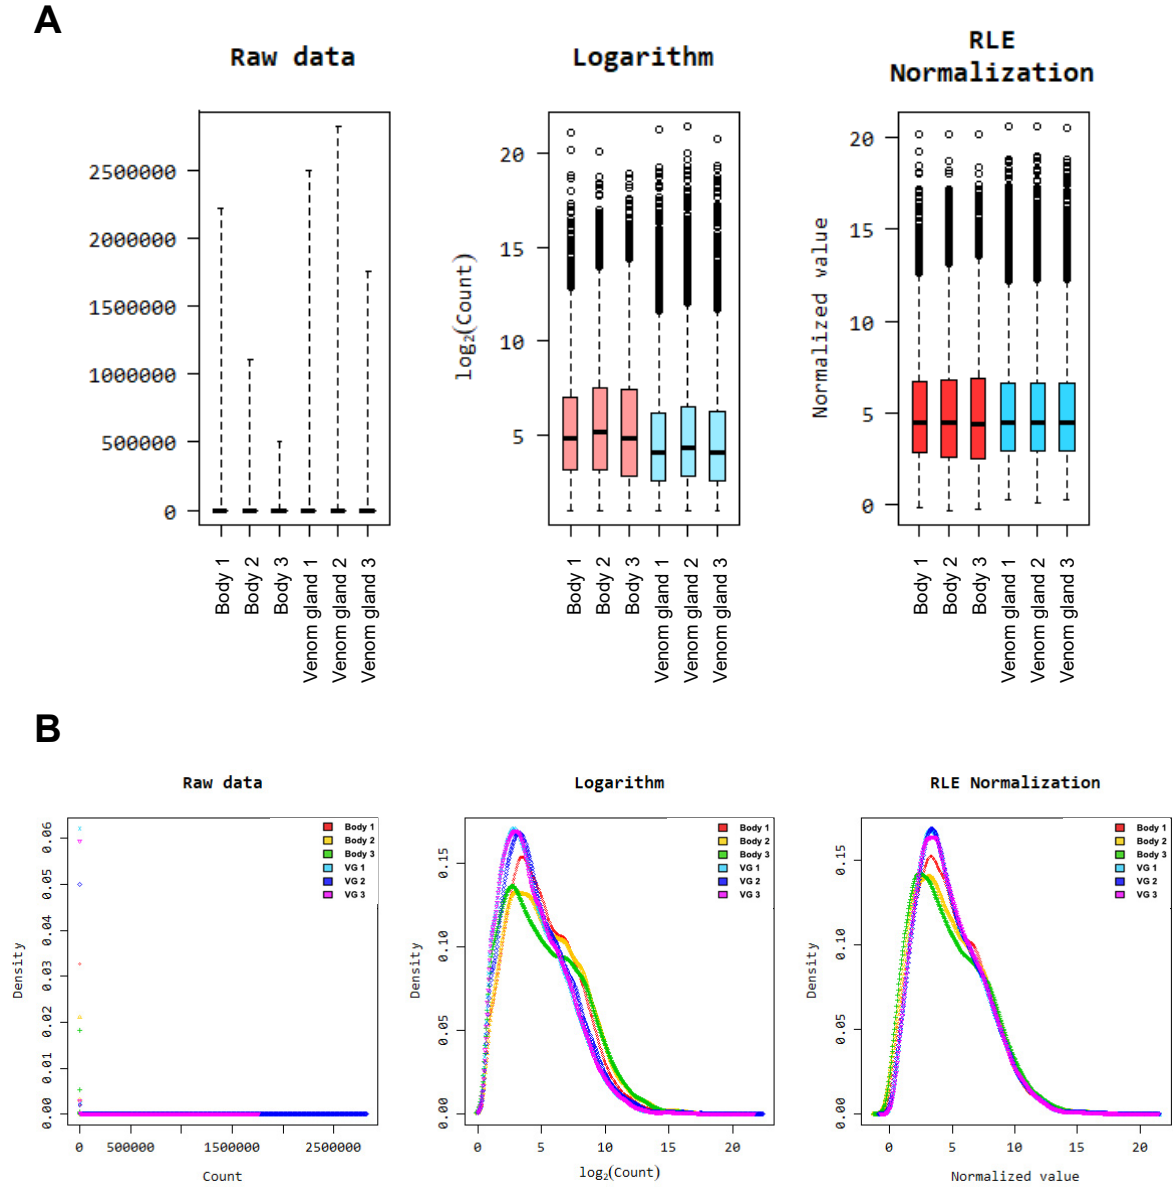 A
Raw data
Logarithm
RLE
Normalization
2500000
2000000
1500000
1000000
500000
0
Body 1
Body 2
Body 3
Venom gland 1
Venom gland 2
Venom gland 3
log₂(Count)
20
15
10
5
Body 1
Body 2
Body 3
Venom gland 1
Venom gland 2
Venom gland 3
Normalized value
20
15
10
5
0
Body 1
Body 2
Body 3
Venom gland 1
Venom gland 2
Venom gland 3
B
Raw data
Logarithm
RLE Normalization
Density
0.06
0.05
0.04
0.03
0.02
0.01
0.00
Body 1
Body 2
Body 3
VG 1
VG 2
VG 3
0 500000 1500000 2500000
Count
Density
0.15
0.10
0.05
0.00
Body 1
Body 2
Body 3
VG 1
VG 2
VG 3
0 5 10 15 20
log₂(Count)
Density
0.15
0.10
0.05
0.00
Body 1
Body 2
Body 3
VG 1
VG 2
VG 3
0 5 10 15 20
Normalized value